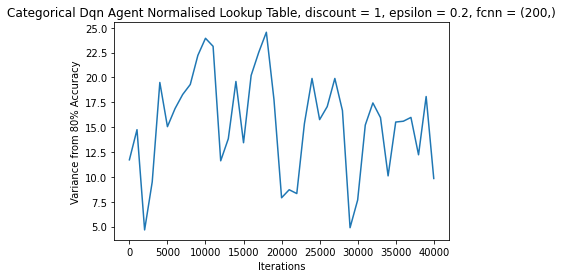 Categorical Dqn Agent Normalised Lookup Table, discount = 1, epsilon = 0.2, fcnn = (200,)
Variance from 80% Accuracy
25.0
22.5
20.0
17.5
15.0
12.5
10.0
7.5
5.0
0 5000 10000 15000 20000 25000 30000 35000 40000
Iterations